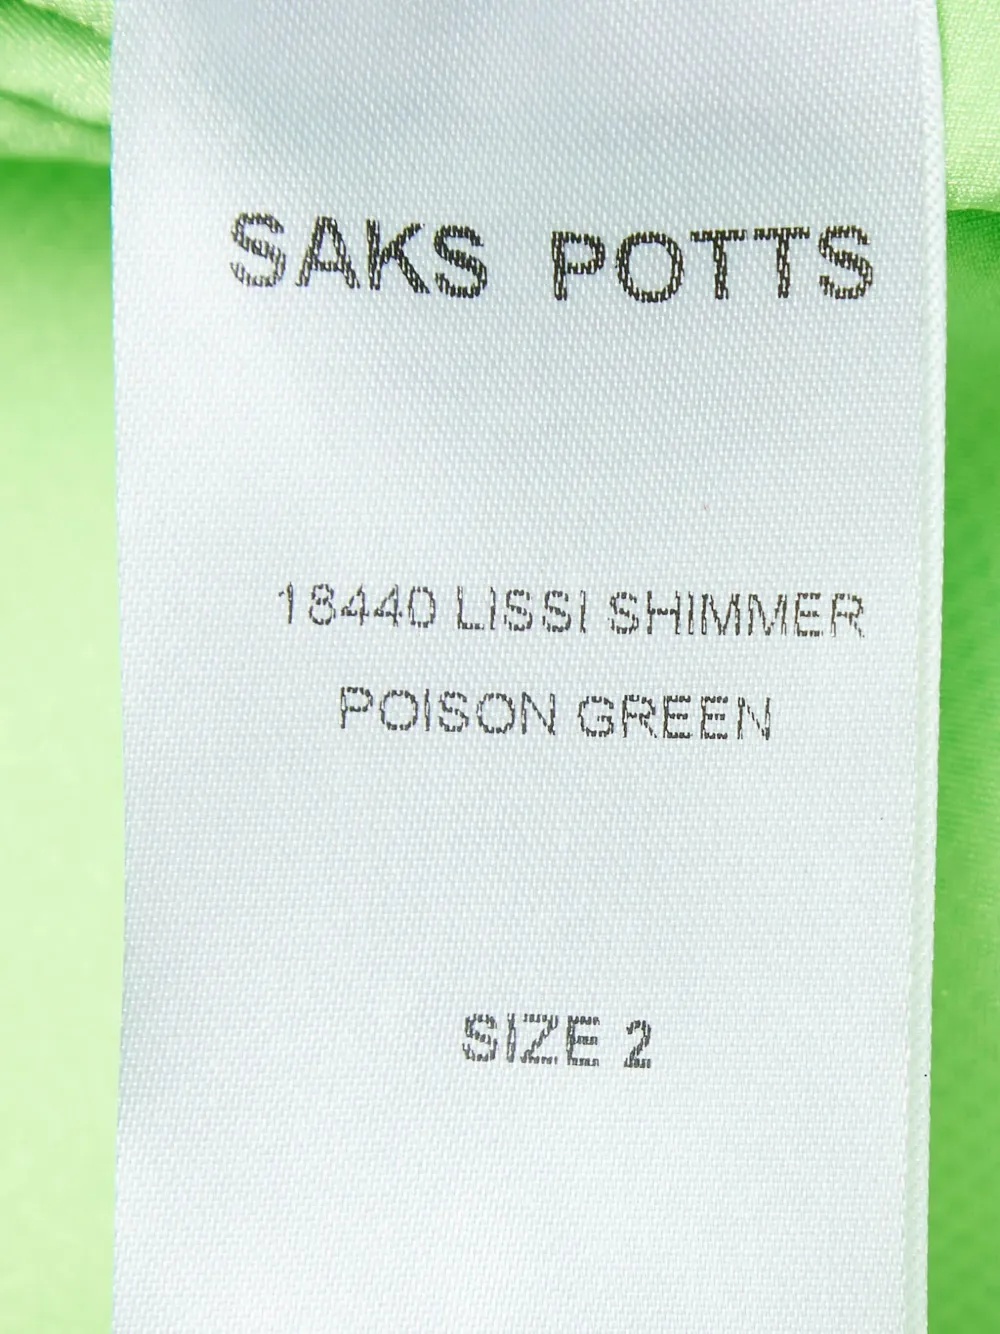 SAKS POTTS
18440 LISSI SHIMMER
POISON GREEN
SIZE 2